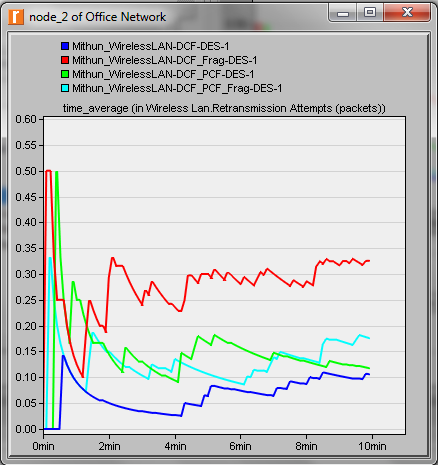 node_2 of Office Network
Mithun_WirelessLAN-DCF-DES-1
Mithun_WirelessLAN-DCF_Frag-DES-1
Mithun_WirelessLAN-DCF_PCF-DES-1
Mithun_WirelessLAN-DCF_PCF_Frag-DES-1
time_average (in Wireless Lan.Retransmission Attempts (packets))
0.60
0.55
0.50
0.45
0.40
0.35
0.30
0.25
0.20
0.15
0.10
0.05
0.00
0min 2min 4min 6min 8min 10min